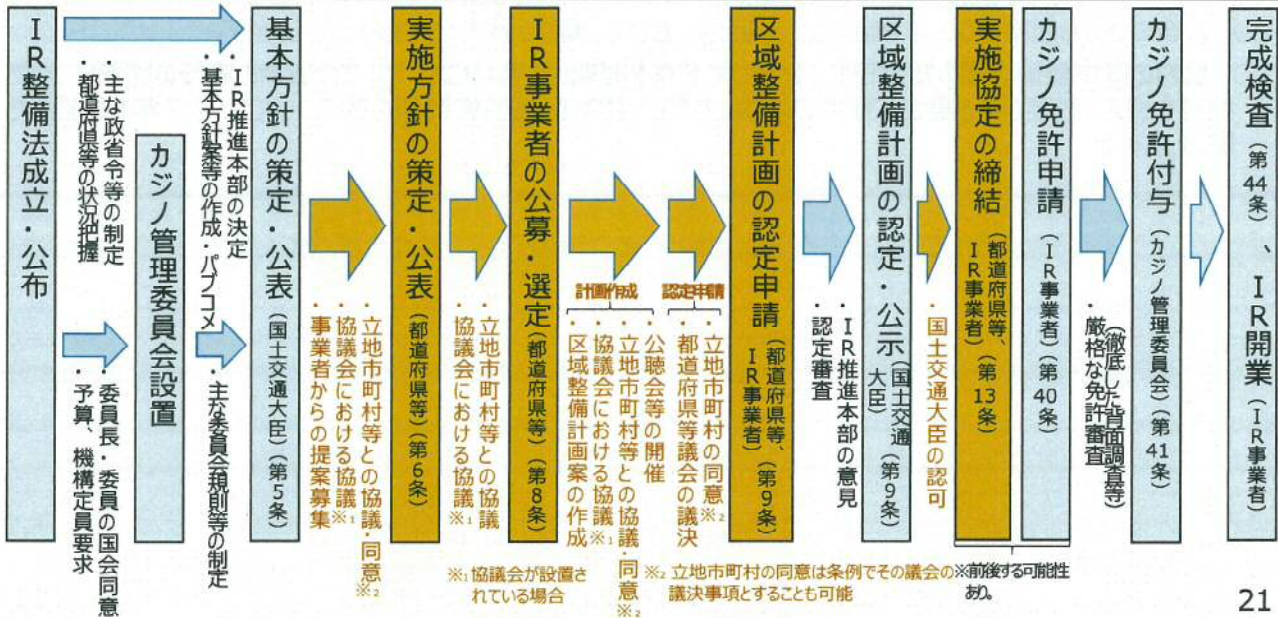 IR整備法成立・公布
・主な政省令等の制定
・都道府県等の状況把握
・委員長・委員の国会同意
・予算、機構定員要求
カジノ管理委員会設置
・IR推進本部の決定
・基本方針案等の作成・パブコメ
・主な委員会規則等の制定
基本方針の策定・公表（国土交通大臣）（第5条）
・立地市町村等との協議・同意※2
・協議会における協議※1
・事業者からの提案募集
実施方針の策定・公表（都道府県等）（第6条）
・立地市町村等との協議
・協議会における協議※1
IR事業者の公募・選定（都道府県等）（第8条）
計画作成
・公聴会等の開催
・立地市町村等との協議・同意※2
・協議会における協議※1
・区域整備計画案の作成
認定申請
・立地市町村の同意※2
・都道府県等議会の議決
区域整備計画の認定申請（都道府県等、
IR事業者）（第9条）
・IR推進本部の意見
・認定審査
区域整備計画の認定・公示（国土交通
大臣）（第9条）
・国土交通大臣の認可
実施協定の締結（都道府県等、
IR事業者）（第13条）
カジノ免許申請（IR事業者）（第40条）
（徹底した背面調査等）
・厳格な免許審査
カジノ免許付与（カジノ管理委員会）（第41条）
完成検査（第44条）、IR開業（IR事業者）
※1 協議会が設置さ
れている場合
※2 立地市町村の同意は条例でその議会の
議決事項とすることも可能
※前後する可能性
あり。
21